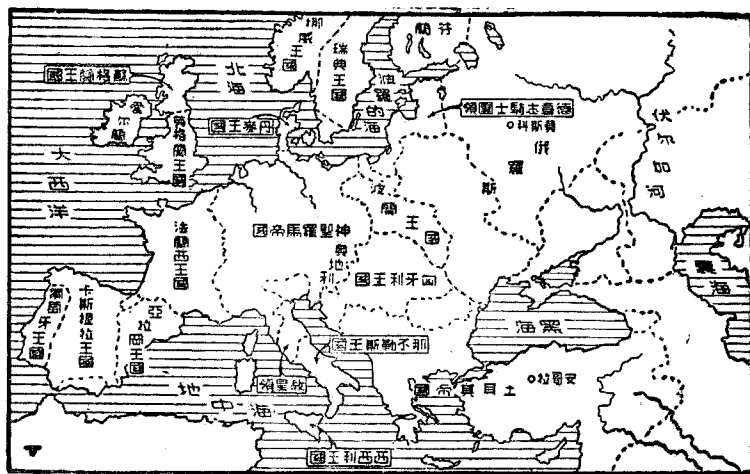 挪威王國
瑞典王國
芬蘭
波羅的海
北海
蘇格蘭王國
愛尔蘭
英格蘭王國
丹麥王國
德意志騎士團領
莫斯科
俄羅斯
伏尔加河
大西洋
波蘭王國
法蘭西王國
神聖羅馬帝國
奧地利
匈牙利王國
裏海
黑海
葡萄牙王國
卡斯提拉王國
亞拉岡王國
那不勒斯王國
教皇領
土耳其帝國
安哥拉
地中海
西西利王國